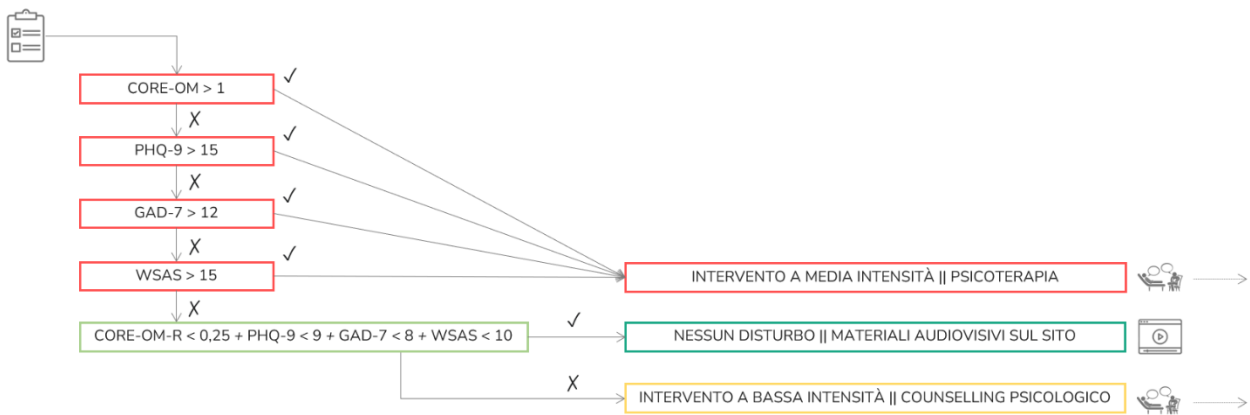 CORE-OM > 1
PHQ-9 > 15
GAD-7 > 12
WSAS > 15
INTERVENTO A MEDIA INTENSITÀ || PSICOTERAPIA
CORE-OM-R < 0,25 + PHQ-9 < 9 + GAD-7 < 8 + WSAS < 10
NESSUN DISTURBO || MATERIALI AUDIOVISIVI SUL SITO
INTERVENTO A BASSA INTENSITÀ || COUNSELLING PSICOLOGICO